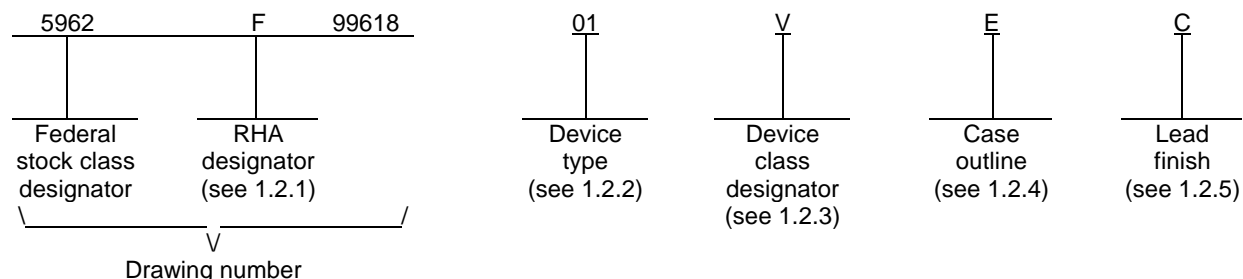 5962 F 99618 01 V E C
Federal stock class designator
RHA designator (see 1.2.1)
Device type (see 1.2.2)
Device class designator (see 1.2.3)
Case outline (see 1.2.4)
Lead finish (see 1.2.5)
\ /
\/
Drawing number